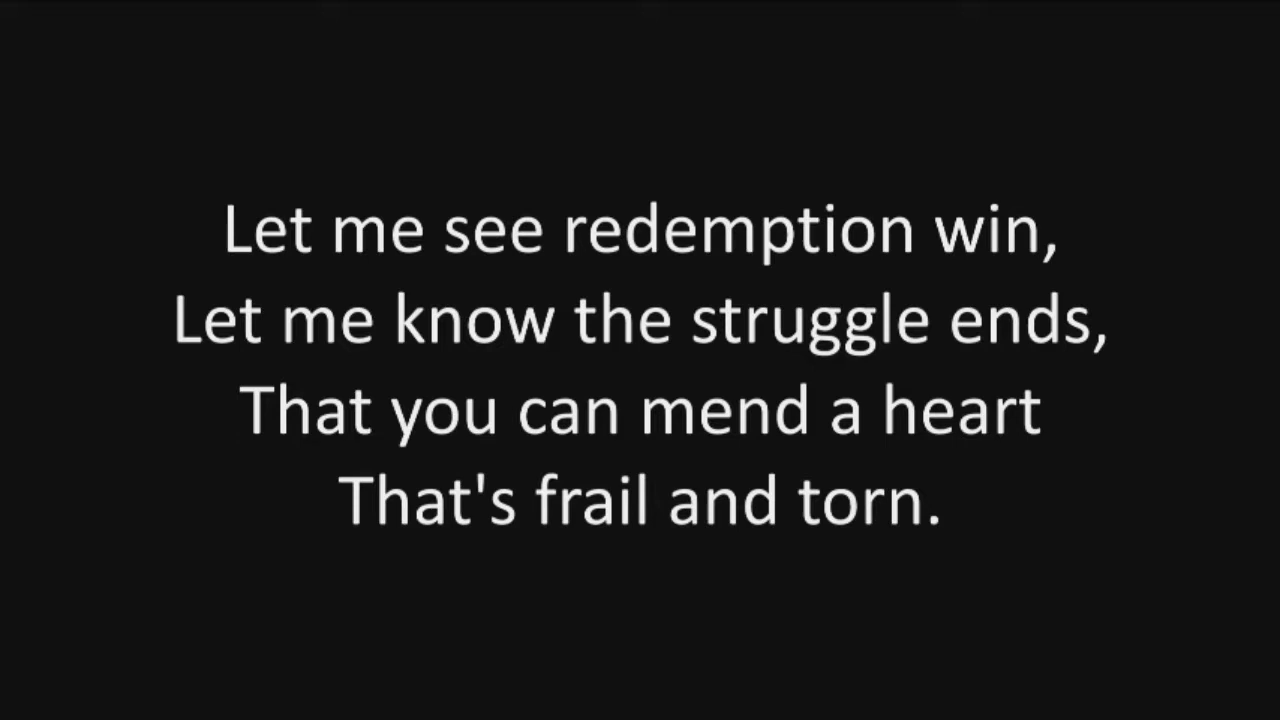 Let me see redemption win,
Let me know the struggle ends,
That you can mend a heart
That's frail and torn.